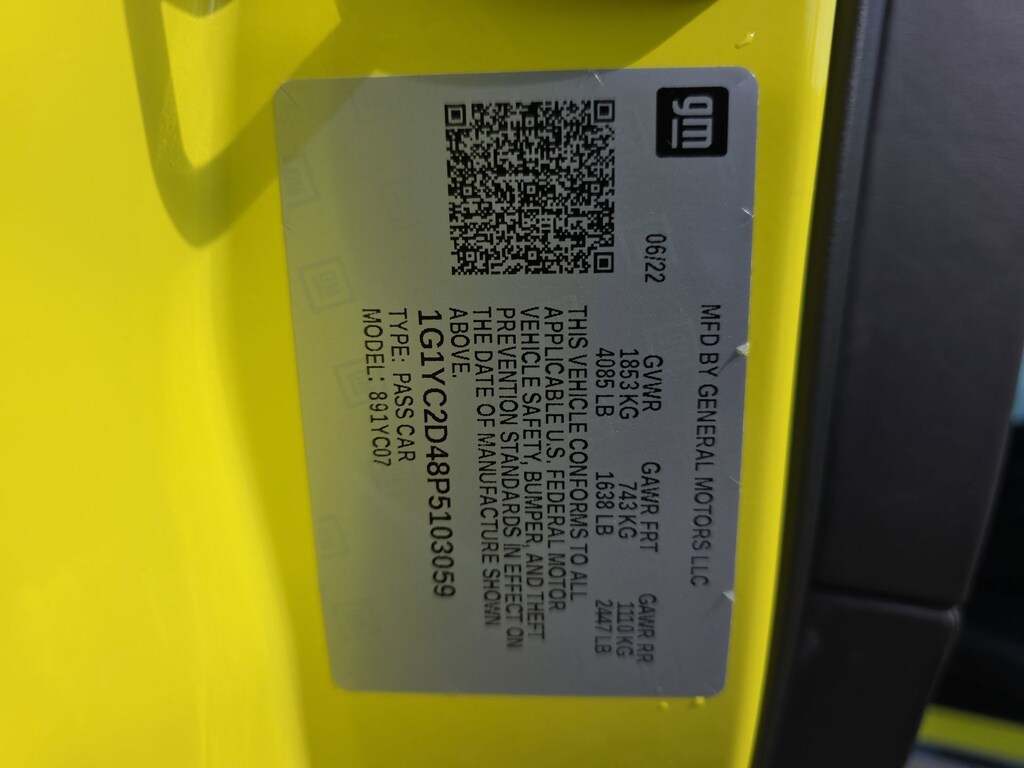 gm
MFD BY GENERAL MOTORS LLC
06/22
GVWR GAWR FRT GAWR RR
1853 KG 743 KG 1110 KG
4085 LB 1638 LB 2447 LB
THIS VEHICLE CONFORMS TO ALL
APPLICABLE U.S. FEDERAL MOTOR
VEHICLE SAFETY, BUMPER, AND THEFT
PREVENTION STANDARDS IN EFFECT ON
THE DATE OF MANUFACTURE SHOWN
ABOVE.
1G1YC2D48P5103059
TYPE: PASS CAR
MODEL: 891YC07